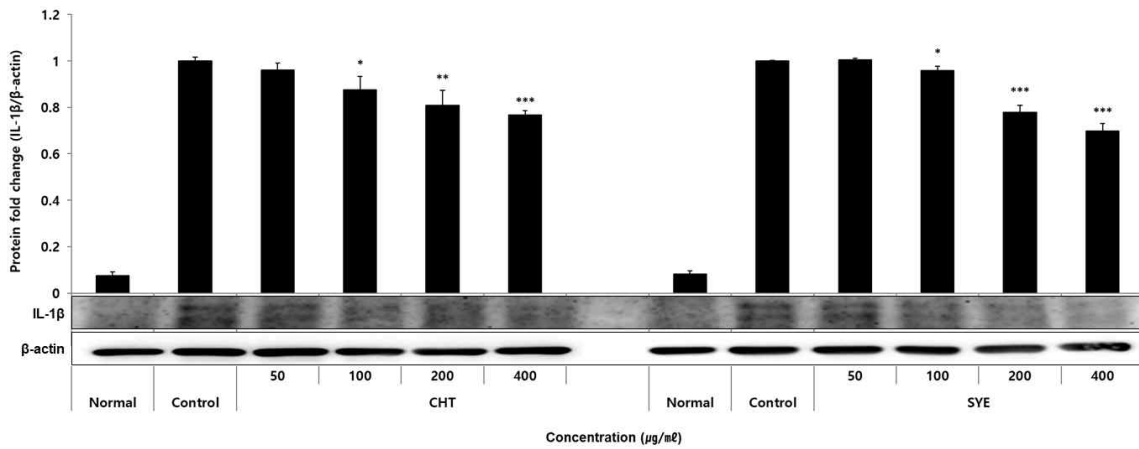 Protein fold change (IL-1β/β-actin)
1.2
1
0.8
0.6
0.4
0.2
0
* ** *** * *** ***
IL-1β
β-actin
50 100 200 400 50 100 200 400
Normal Control CHT Normal Control SYE
Concentration (㎍/㎖)